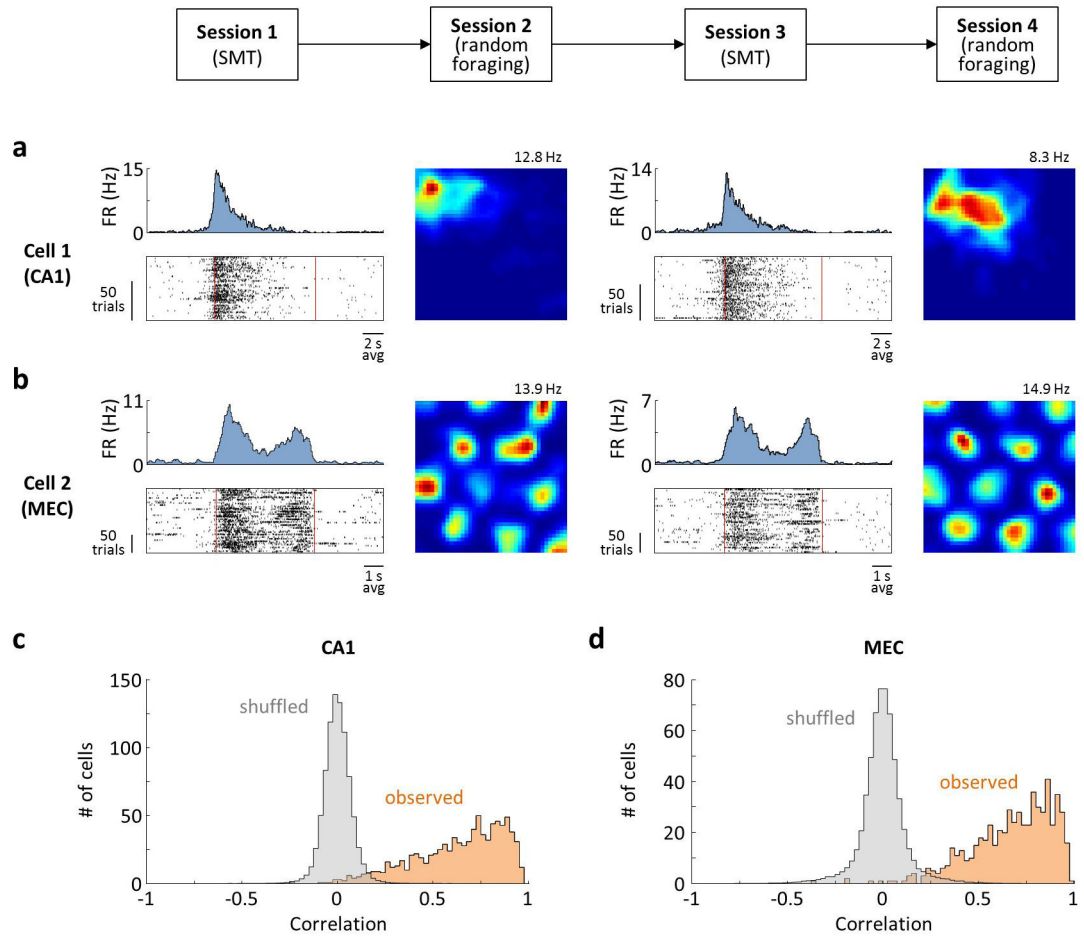 Session 1
(SMT)
Session 2
(random
foraging)
Session 3
(SMT)
Session 4
(random
foraging)
a
Cell 1
(CA1)
FR (Hz)
15
0
50
trials
2 s
avg
12.8 Hz
FR (Hz)
14
0
50
trials
2 s
avg
8.3 Hz
b
Cell 2
(MEC)
FR (Hz)
11
0
50
trials
1 s
avg
13.9 Hz
FR (Hz)
7
0
50
trials
1 s
avg
14.9 Hz
c
CA1
# of cells
150
100
50
0
shuffled
observed
-1 -0.5 0 0.5 1
Correlation
d
MEC
# of cells
80
60
40
20
0
shuffled
observed
-1 -0.5 0 0.5 1
Correlation